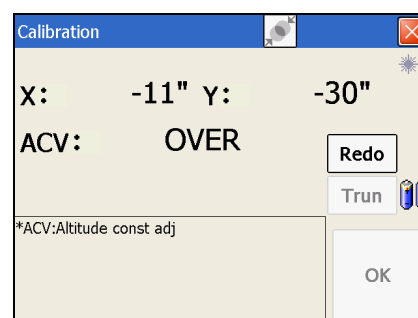 Calibration
X: -11" Y: -30"
ACV: OVER
Redo
Trun
*ACV:Altitude const adj
OK